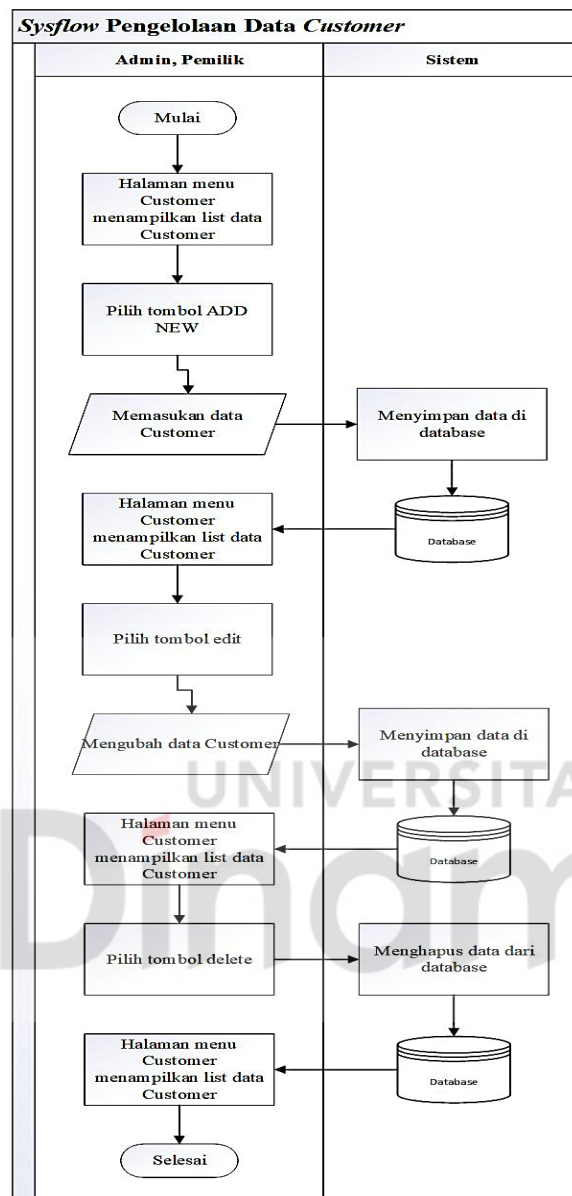 Sysflow Pengelolaan Data Customer
Admin, Pemilik
Sistem
Mulai
Halaman menu
Customer
menampilkan list data
Customer
Pilih tombol ADD
NEW
Memasukan data
Customer
Menyimpan data di
database
Database
Halaman menu
Customer
menampilkan list data
Customer
Pilih tombol edit
Mengubah data Customer
Menyimpan data di
database
UNIVERSITA
Dinam
Database
Halaman menu
Customer
menampilkan list data
Customer
Pilih tombol delete
Menghapus data dari
database
Database
Halaman menu
Customer
menampilkan list data
Customer
Selesai